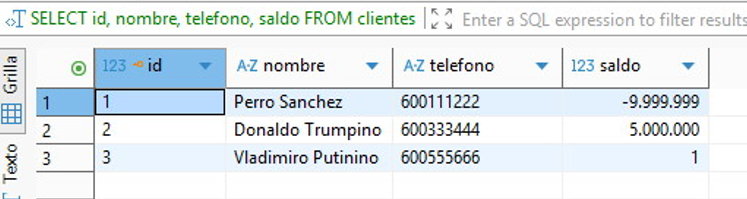 SELECT id, nombre, telefono, saldo FROM clientes Enter a SQL expression to filter results
Grilla
Texto
123 id A-Z nombre A-Z telefono 123 saldo
1 1 Perro Sanchez 600111222 -9.999.999
2 2 Donaldo Trumpino 600333444 5.000.000
3 3 Vladimiro Putinino 600555666 1